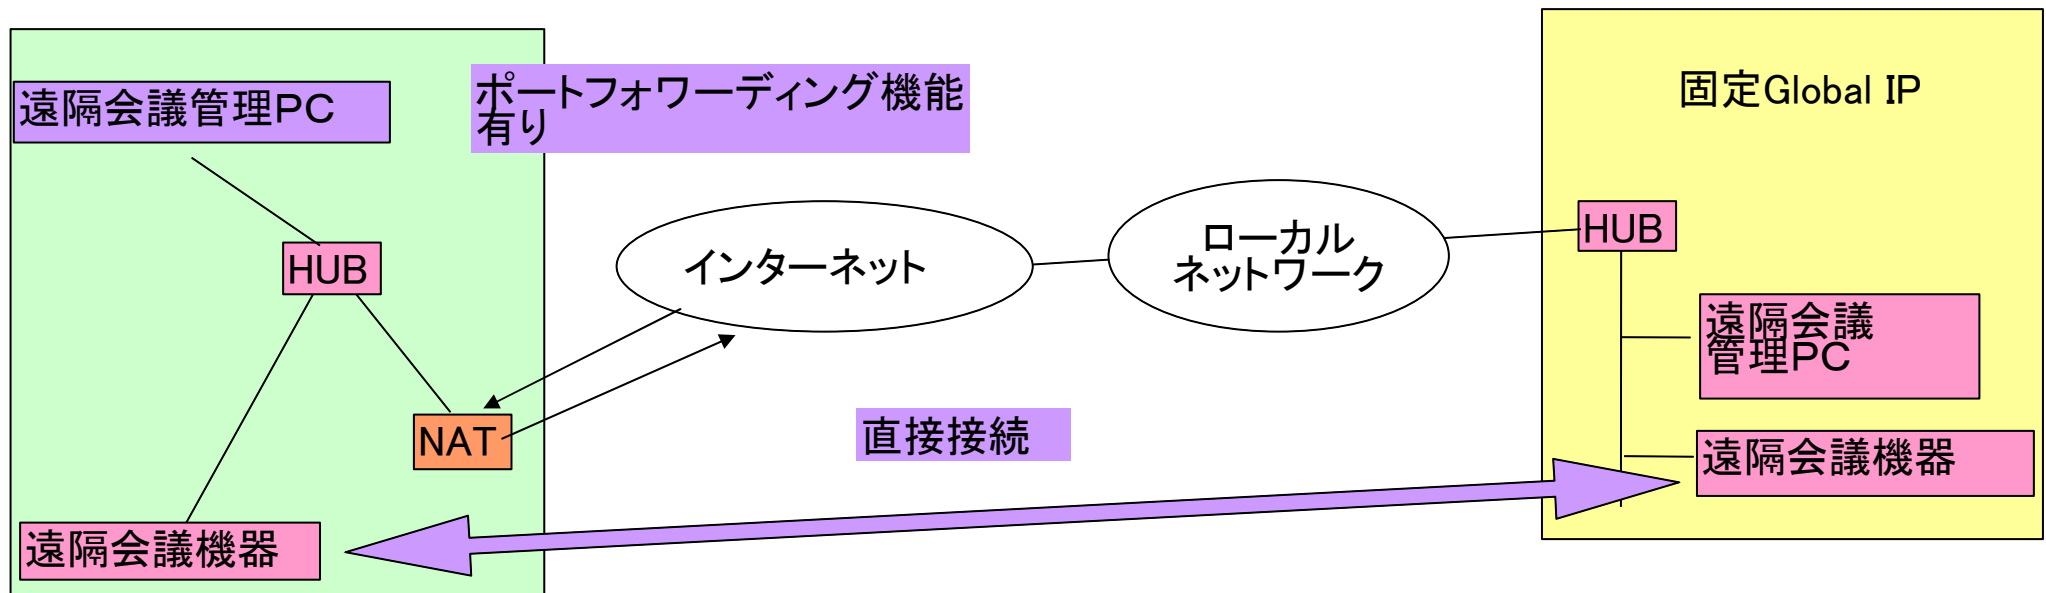 遠隔会議管理PC
ポートフォワーディング機能
有り
固定Global IP
HUB
インターネット
ローカル
ネットワーク
HUB
遠隔会議
管理PC
NAT
直接接続
遠隔会議機器
遠隔会議機器